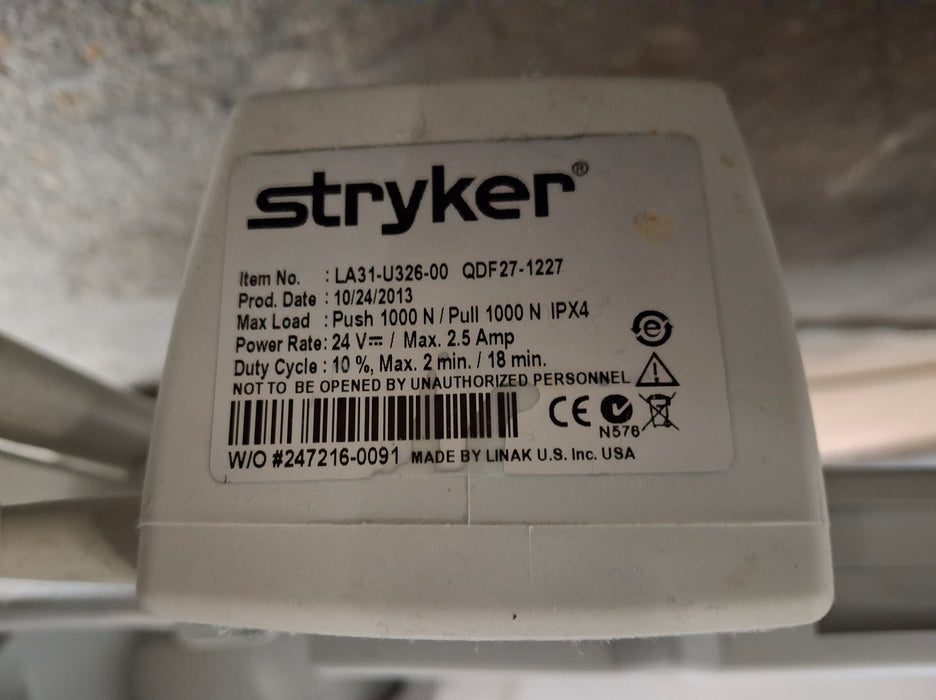 stryker®
Item No. : LA31-U326-00 QDF27-1227
Prod. Date : 10/24/2013
Max Load : Push 1000 N / Pull 1000 N IPX4
Power Rate: 24 V⎓ / Max. 2.5 Amp
Duty Cycle : 10 %, Max. 2 min. / 18 min.
NOT TO BE OPENED BY UNAUTHORIZED PERSONNEL
CE
N576
W/O #247216-0091 MADE BY LINAK U.S. Inc. USA